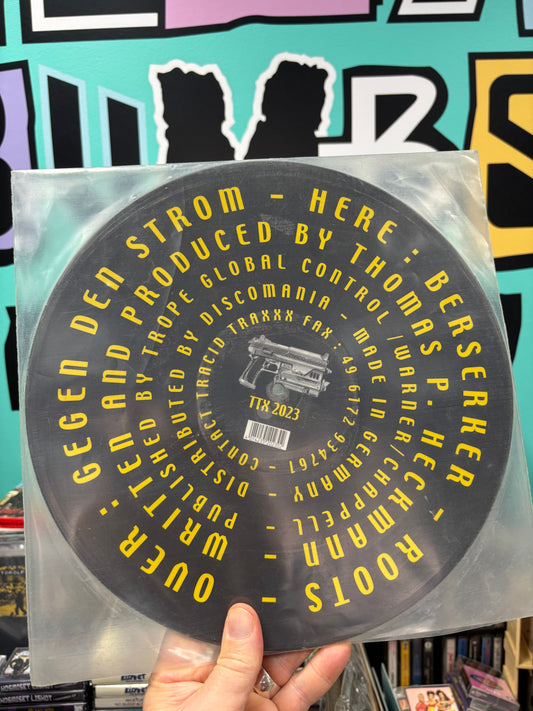 HERE : BERSERKER - ROOTS - OVER : GEGEN DEN STROM -
WRITTEN AND PRODUCED BY THOMAS P. HECKMANN -
PUBLISHED BY TROPE GLOBAL CONTROL / WARNER/CHAPPELL -
DISTRIBUTED BY DISCOMANIA - MADE IN GERMANY -
CONTACT TRACID TRAXXX FAX : 49 6172 934767 -
TTX 2023